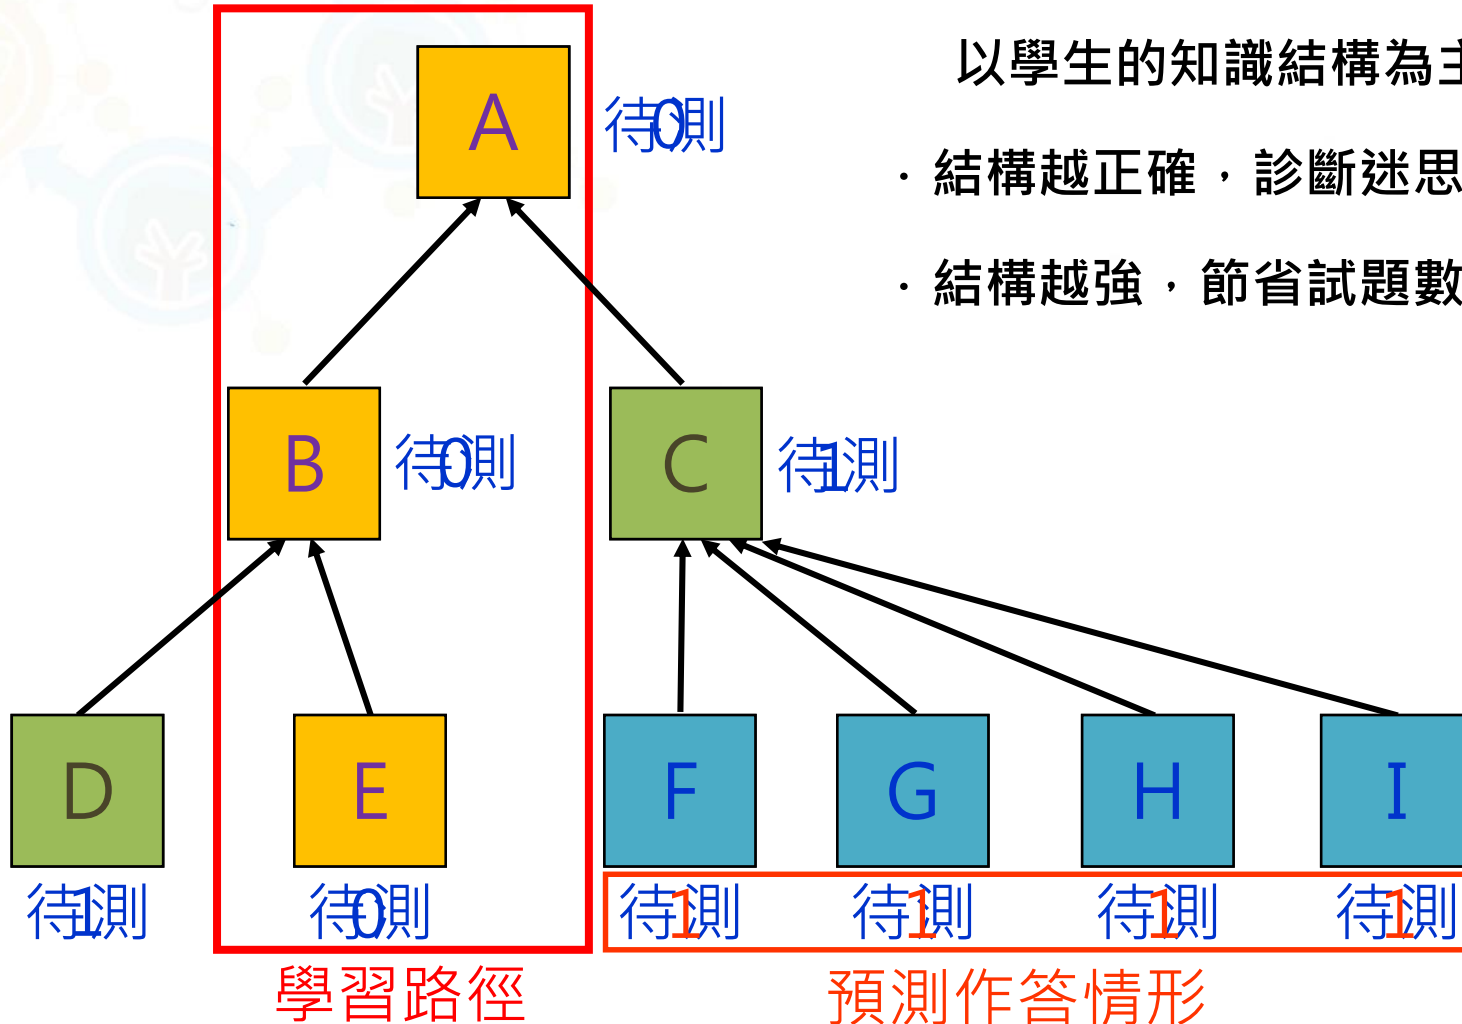 以學生的知識結構為主
· 結構越正確，診斷迷思
· 結構越強，節省試題數
A
待測
0
B
待測
0
C
待測
1
D
E
F
G
H
I
待測
1
待測
0
待測
1
待測
1
待測
1
待測
1
學習路徑
預測作答情形